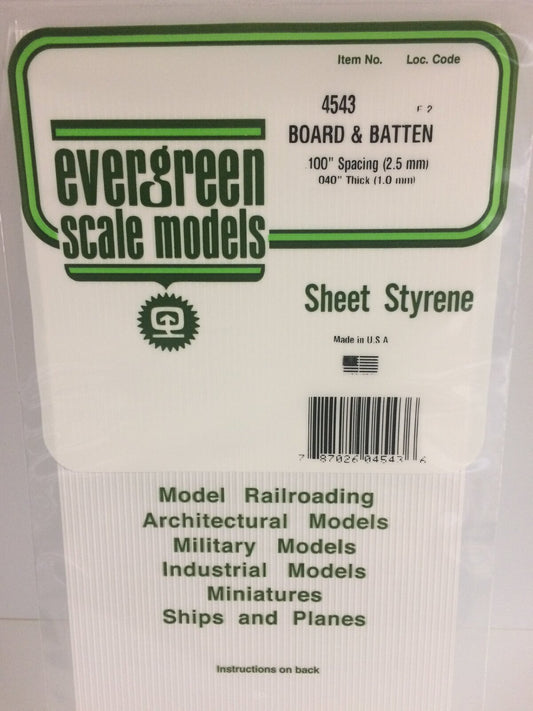 Item No. Loc. Code
4543 F 2
BOARD & BATTEN
.100" Spacing (2.5 mm)
.040" Thick (1.0 mm)
evergreen
scale models
Sheet Styrene
Made in U.S.A
7 87026 04543 6
Model Railroading
Architectural Models
Military Models
Industrial Models
Miniatures
Ships and Planes
Instructions on back